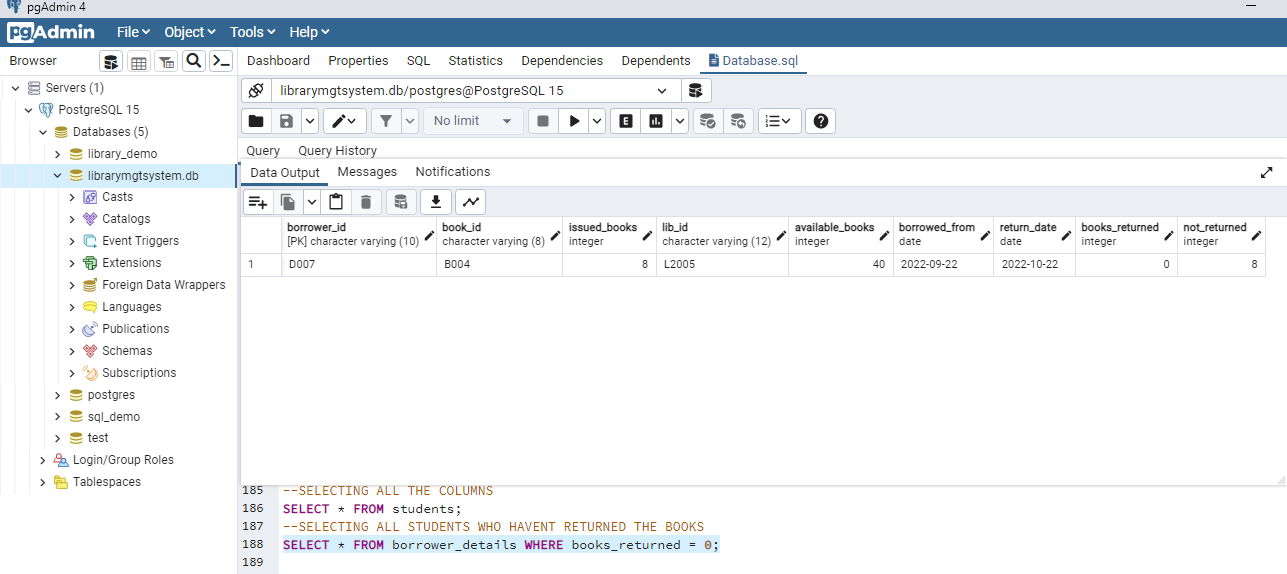 pgAdmin 4
pgAdmin File Object Tools Help
Browser
Dashboard Properties SQL Statistics Dependencies Dependents Database.sql
Servers (1)
PostgreSQL 15
Databases (5)
library_demo
librarymgtsystem.db
Casts
Catalogs
Event Triggers
Extensions
Foreign Data Wrappers
Languages
Publications
Schemas
Subscriptions
postgres
sql_demo
test
Login/Group Roles
Tablespaces
librarymgtsystem.db/postgres@PostgreSQL 15
No limit E
Query Query History
Data Output Messages Notifications
borrower_id book_id issued_books lib_id available_books borrowed_from return_date books_returned not_returned
[PK] character varying (10) character varying (8) integer character varying (12) integer date date integer integer
1 D007 B004 8 L2005 40 2022-09-22 2022-10-22 0 8
185 --SELECTING ALL THE COLUMNS
186 SELECT * FROM students;
187 --SELECTING ALL STUDENTS WHO HAVENT RETURNED THE BOOKS
188 SELECT * FROM borrower_details WHERE books_returned = 0;
189